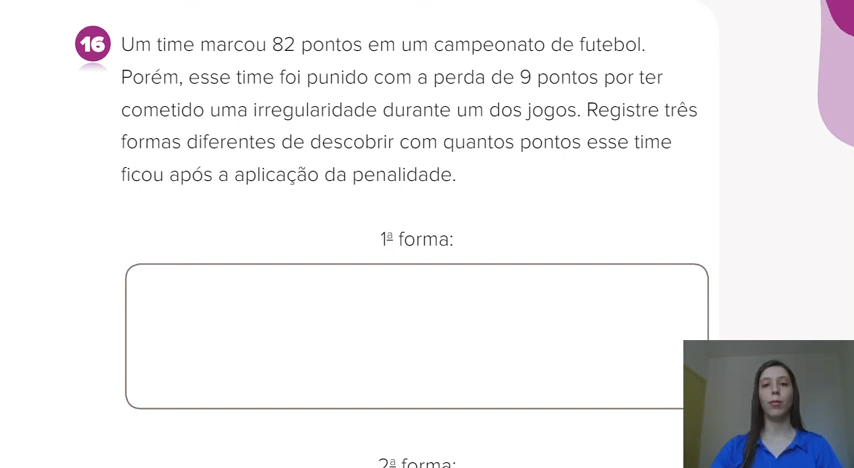 16 Um time marcou 82 pontos em um campeonato de futebol.
Porém, esse time foi punido com a perda de 9 pontos por ter
cometido uma irregularidade durante um dos jogos. Registre três
formas diferentes de descobrir com quantos pontos esse time
ficou após a aplicação da penalidade.
1ª forma:
2ª forma: